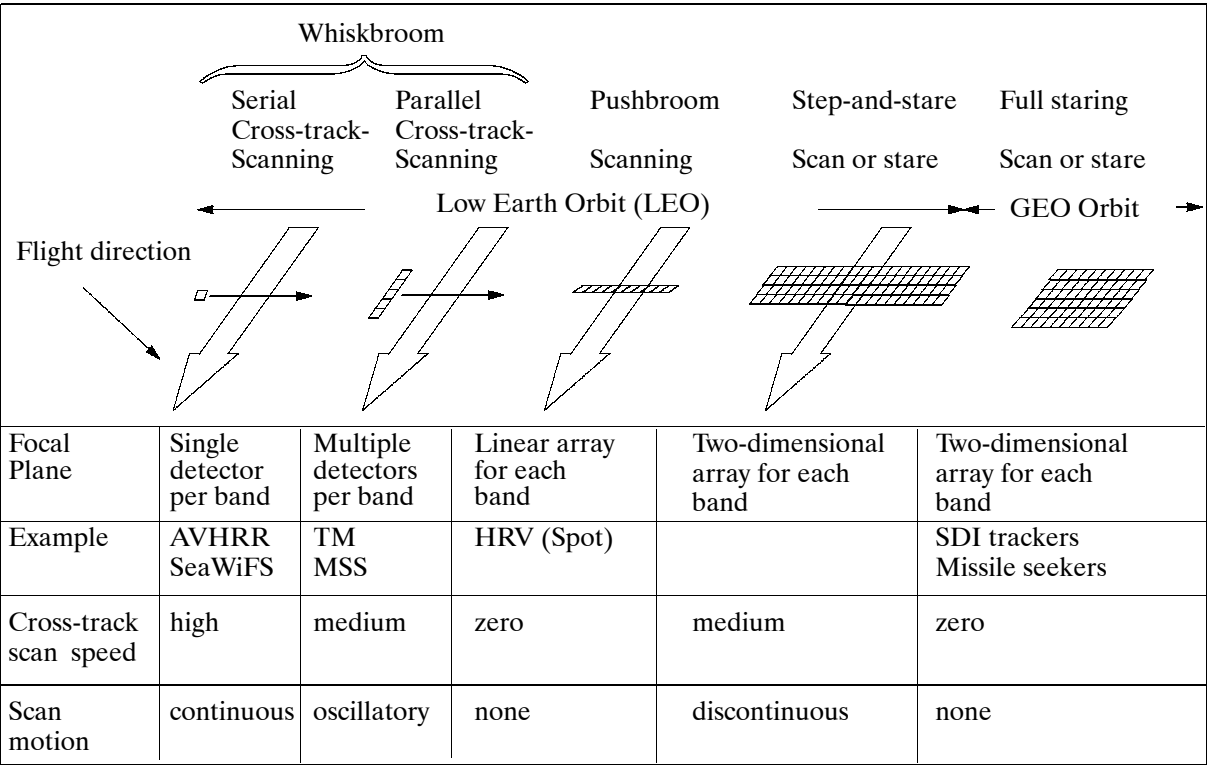 Whiskbroom
Serial Parallel Pushbroom Step-and-stare Full staring
Cross-track- Cross-track-
Scanning Scanning Scanning Scan or stare Scan or stare
Low Earth Orbit (LEO) GEO Orbit
Flight direction
Focal Single Multiple Linear array Two-dimensional Two-dimensional
Plane detector detectors for each array for each array for each
per band per band band band band
Example AVHRR TM HRV (Spot) SDI trackers
SeaWiFS MSS Missile seekers
Cross-track high medium zero medium zero
scan speed
Scan continuous oscillatory none discontinuous none
motion